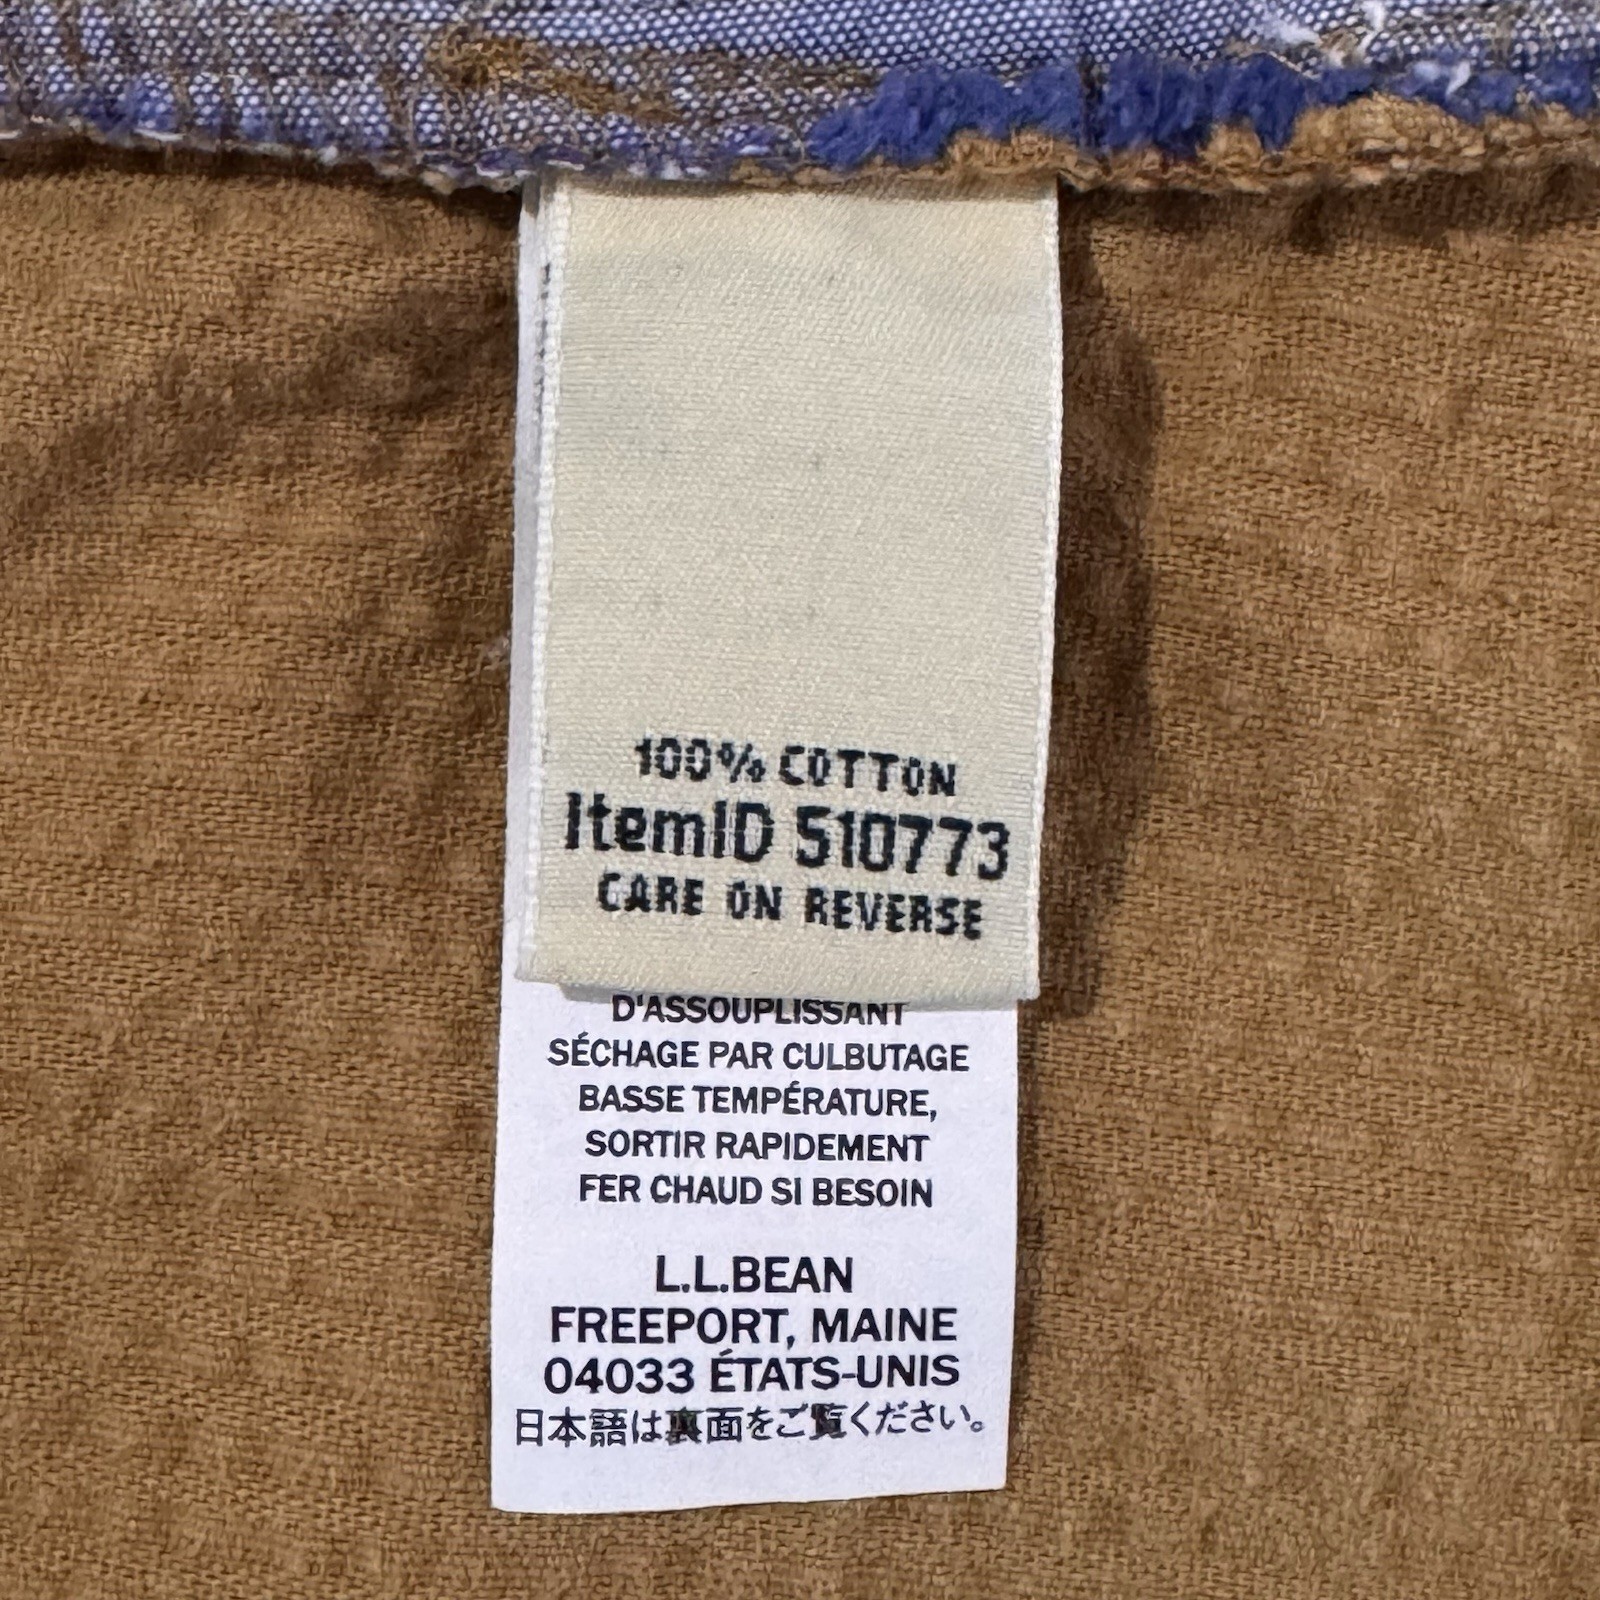 100% COTTON
ItemID 510773
CARE ON REVERSE
D'ASSOUPLISSANT
SÉCHAGE PAR CULBUTAGE
BASSE TEMPÉRATURE,
SORTIR RAPIDEMENT
FER CHAUD SI BESOIN
L.L.BEAN
FREEPORT, MAINE
04033 ÉTATS-UNIS
日本語は裏面をご覧ください。